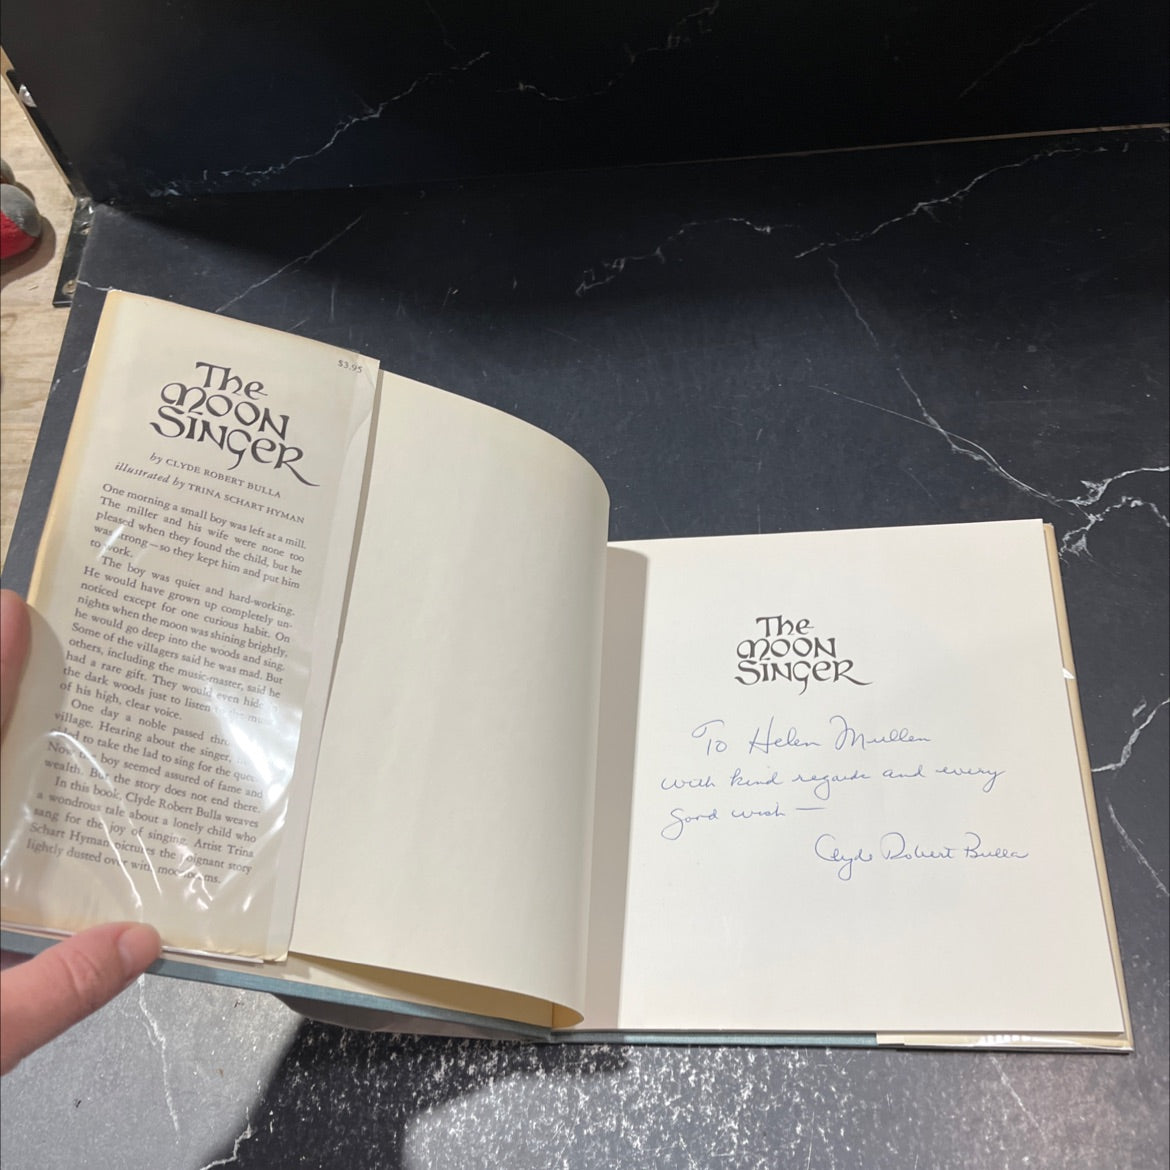 $3.95
The
MOON
SINGER
by CLYDE ROBERT BULLA
illustrated by TRINA SCHART HYMAN
One morning a small boy was left at a mill.
The miller and his wife were none too
pleased when they found the child, but he
was strong—so they kept him and put him
to work.
The boy was quiet and hard-working.
He would have grown up completely un-
noticed except for one curious habit. On
nights when the moon was shining brightly,
he would go deep into the woods and sing.
Some of the villagers said he was mad. But
others, including the music-master, said he
had a rare gift. They would even hide in
the dark woods just to listen to the
of his high, clear voice.
One day a noble passed
village. Hearing about the singer,
to take the lad to sing for the
Now the boy seemed assured of fame and
wealth. But the story does not end there.
In this book, Clyde Robert Bulla weaves
a wondrous tale about a lonely child who
sang for the joy of singing. Artist Trina
Schart Hyman pictures the poignant story
lightly dusted over with
The
MOON
SINGER
To Helen Mullen
with kind regards and every
good wish —
Clyde Robert Bulla